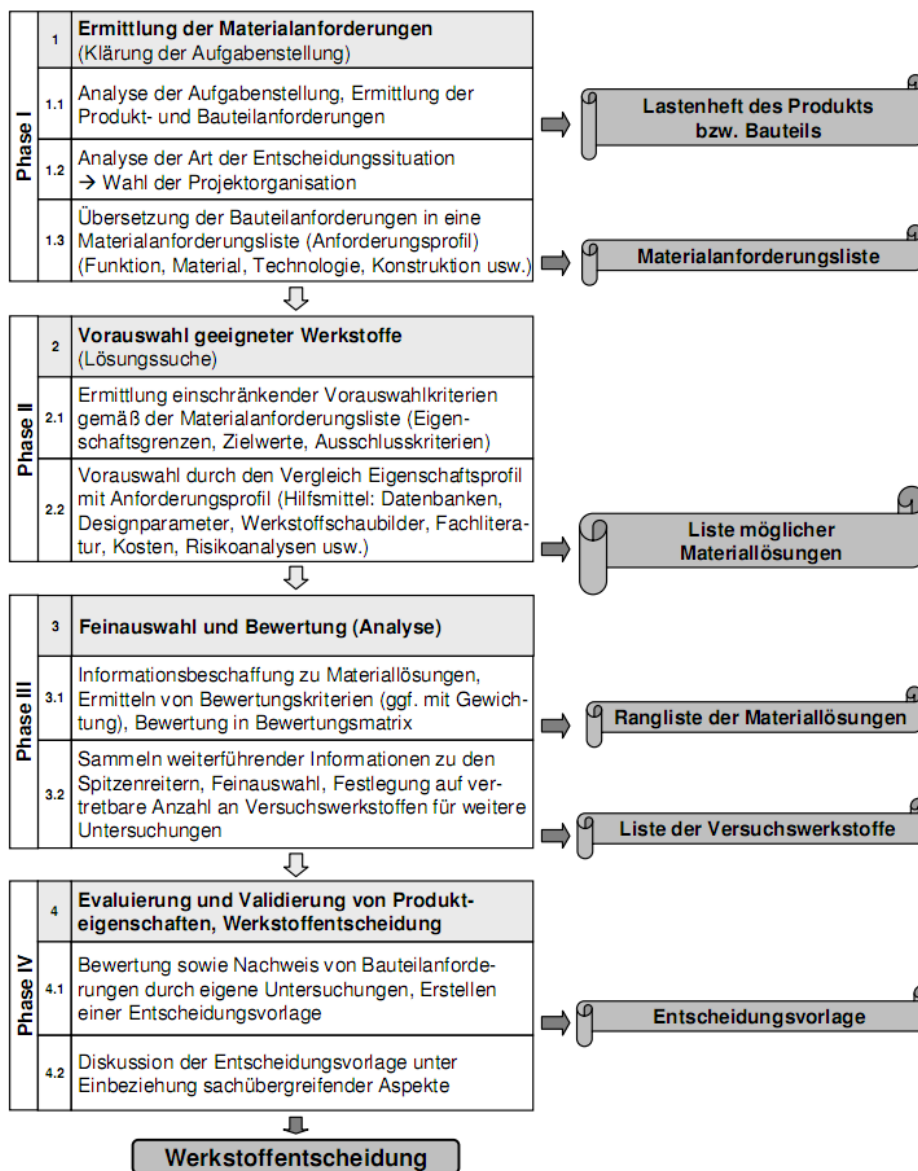 Phase I
1 Ermittlung der Materialanforderungen
(Klärung der Aufgabenstellung)
1.1 Analyse der Aufgabenstellung, Ermittlung der
Produkt- und Bauteilanforderungen
Lastenheft des Produkts
bzw. Bauteils
1.2 Analyse der Art der Entscheidungssituation
→ Wahl der Projektorganisation
1.3 Übersetzung der Bauteilanforderungen in eine
Materialanforderungsliste (Anforderungsprofil)
(Funktion, Material, Technologie, Konstruktion usw.)
Materialanforderungsliste
Phase II
2 Vorauswahl geeigneter Werkstoffe
(Lösungssuche)
2.1 Ermittlung einschränkender Vorauswahlkriterien
gemäß der Materialanforderungsliste (Eigen-
schaftsgrenzen, Zielwerte, Ausschlusskriterien)
2.2 Vorauswahl durch den Vergleich Eigenschaftsprofil
mit Anforderungsprofil (Hilfsmittel: Datenbanken,
Designparameter, Werkstoffschaubilder, Fachlitera-
tur, Kosten, Risikoanalysen usw.)
Liste möglicher
Materiallösungen
Phase III
3 Feinauswahl und Bewertung (Analyse)
3.1 Informationsbeschaffung zu Materiallösungen,
Ermitteln von Bewertungskriterien (ggf. mit Gewich-
tung), Bewertung in Bewertungsmatrix
Rangliste der Materiallösungen
3.2 Sammeln weiterführender Informationen zu den
Spitzenreitern, Feinauswahl, Festlegung auf ver-
tretbare Anzahl an Versuchswerkstoffen für weitere
Untersuchungen
Liste der Versuchswerkstoffe
Phase IV
4 Evaluierung und Validierung von Produkt-
eigenschaften, Werkstoffentscheidung
4.1 Bewertung sowie Nachweis von Bauteilanforde-
rungen durch eigene Untersuchungen, Erstellen
einer Entscheidungsvorlage
Entscheidungsvorlage
4.2 Diskussion der Entscheidungsvorlage unter
Einbeziehung sachübergreifender Aspekte
Werkstoffentscheidung